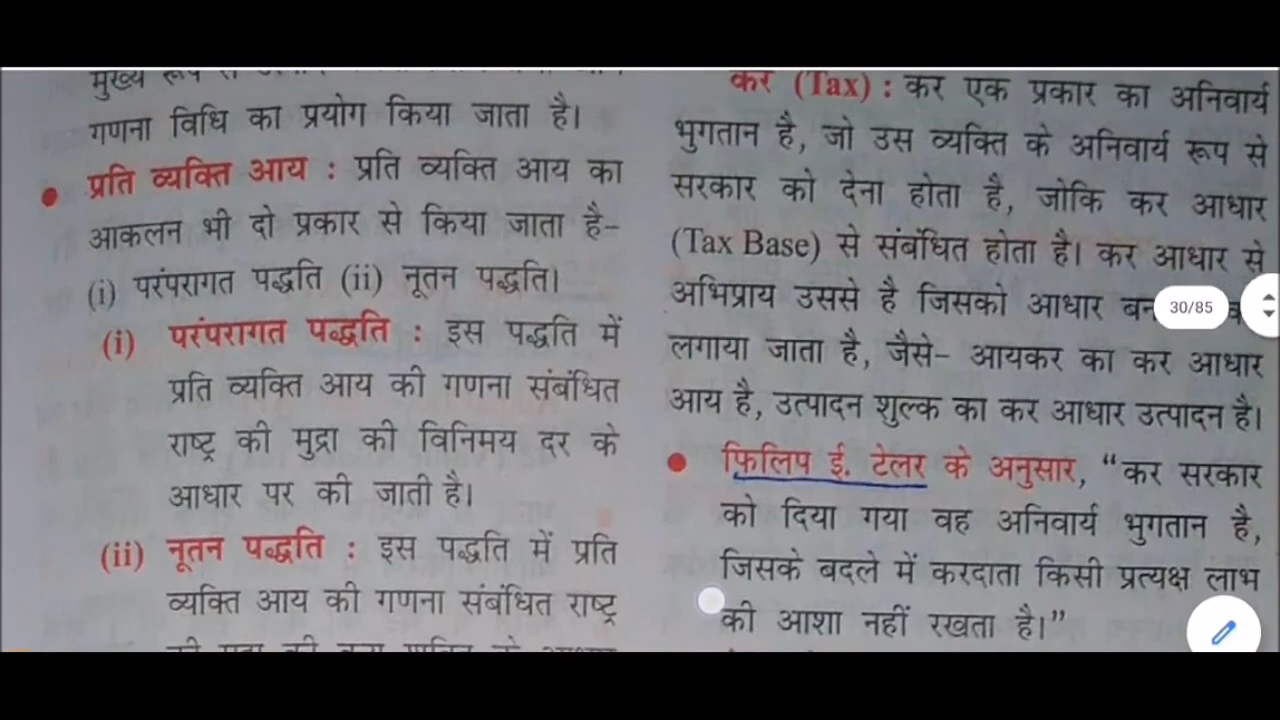 मुख्य रूप
गणना विधि का प्रयोग किया जाता है।
• प्रति व्यक्ति आय : प्रति व्यक्ति आय का
आकलन भी दो प्रकार से किया जाता है–
(i) परंपरागत पद्धति (ii) नूतन पद्धति।
(i) परंपरागत पद्धति : इस पद्धति में
प्रति व्यक्ति आय की गणना संबंधित
राष्ट्र की मुद्रा की विनिमय दर के
आधार पर की जाती है।
(ii) नूतन पद्धति : इस पद्धति में प्रति
व्यक्ति आय की गणना संबंधित राष्ट्र
कर (Tax) : कर एक प्रकार का अनिवार्य
भुगतान है, जो उस व्यक्ति के अनिवार्य रूप से
सरकार को देना होता है, जोकि कर आधार
(Tax Base) से संबंधित होता है। कर आधार से
अभिप्राय उससे है जिसको आधार
30/85
लगाया जाता है, जैसे– आयकर का कर आधार
आय है, उत्पादन शुल्क का कर आधार उत्पादन है।
• फिलिप ई. टेलर के अनुसार, “कर सरकार
को दिया गया वह अनिवार्य भुगतान है,
जिसके बदले में करदाता किसी प्रत्यक्ष लाभ
की आशा नहीं रखता है।”